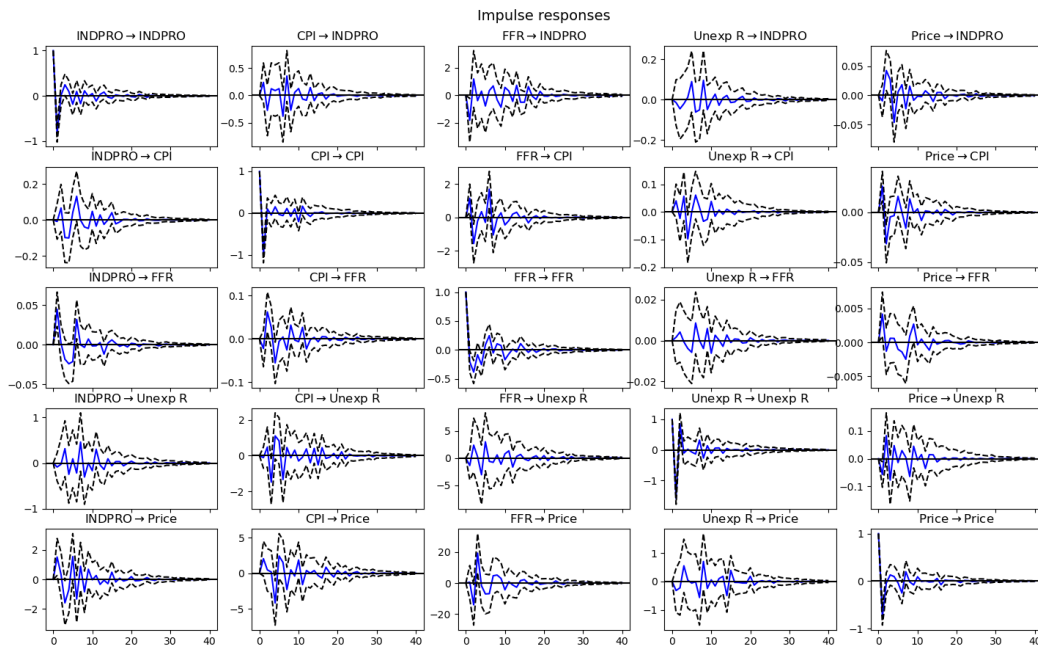 Impulse responses
INDPRO → INDPRO
CPI → INDPRO
FFR → INDPRO
Unexp R → INDPRO
Price → INDPRO
1
0
−1
0.5
0.0
−0.5
2
0
−2
0.2
0.0
−0.2
0.05
0.00
−0.05
INDPRO → CPI
CPI → CPI
FFR → CPI
Unexp R → CPI
Price → CPI
0.2
0.0
−0.2
1
0
−1
2
0
−2
0.1
0.0
−0.1
−0.2
0.00
−0.05
INDPRO → FFR
CPI → FFR
FFR → FFR
Unexp R → FFR
Price → FFR
0.05
0.00
−0.05
0.1
0.0
−0.1
1.0
0.5
0.0
−0.5
0.02
0.00
−0.02
0.005
0.000
−0.005
INDPRO → Unexp R
CPI → Unexp R
FFR → Unexp R
Unexp R → Unexp R
Price → Unexp R
1
0
−1
2
0
−2
5
0
−5
1
0
−1
0.1
0.0
−0.1
INDPRO → Price
CPI → Price
FFR → Price
Unexp R → Price
Price → Price
2
0
−2
5
0
−5
20
0
−20
1
0
−1
1
0
−1
0 10 20 30 40
0 10 20 30 40
0 10 20 30 40
0 10 20 30 40
0 10 20 30 40